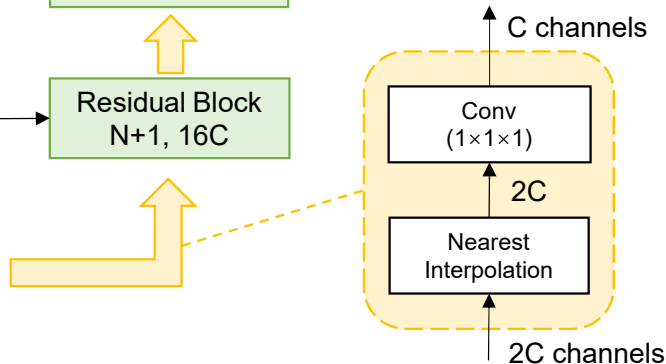 C channels
Residual Block
N+1, 16C
Conv
(1×1×1)
2C
Nearest
Interpolation
2C channels